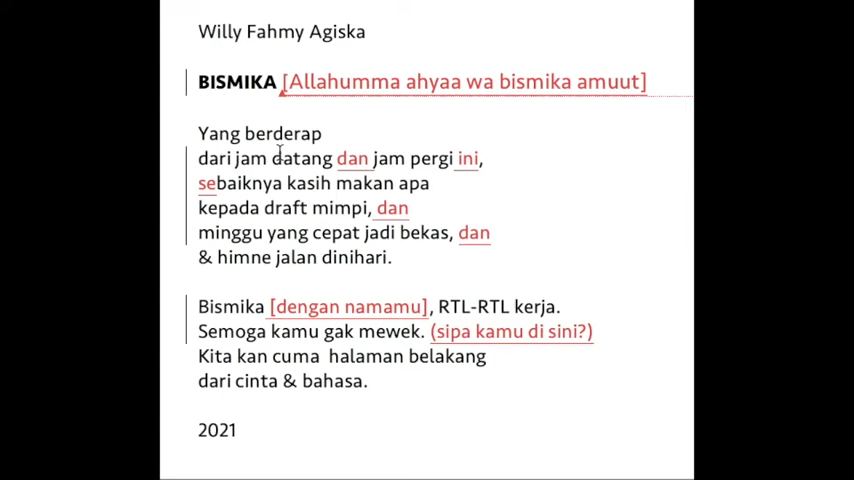 Willy Fahmy Agiska
BISMIKA [Allahumma ahyaa wa bismika amuut]
Yang berderap
dari jam datang dan jam pergi ini,
sebaiknya kasih makan apa
kepada draft mimpi, dan
minggu yang cepat jadi bekas, dan
& himne jalan dinihari.
Bismika [dengan namamu], RTL-RTL kerja.
Semoga kamu gak mewek. (sipa kamu di sini?)
Kita kan cuma halaman belakang
dari cinta & bahasa.
2021